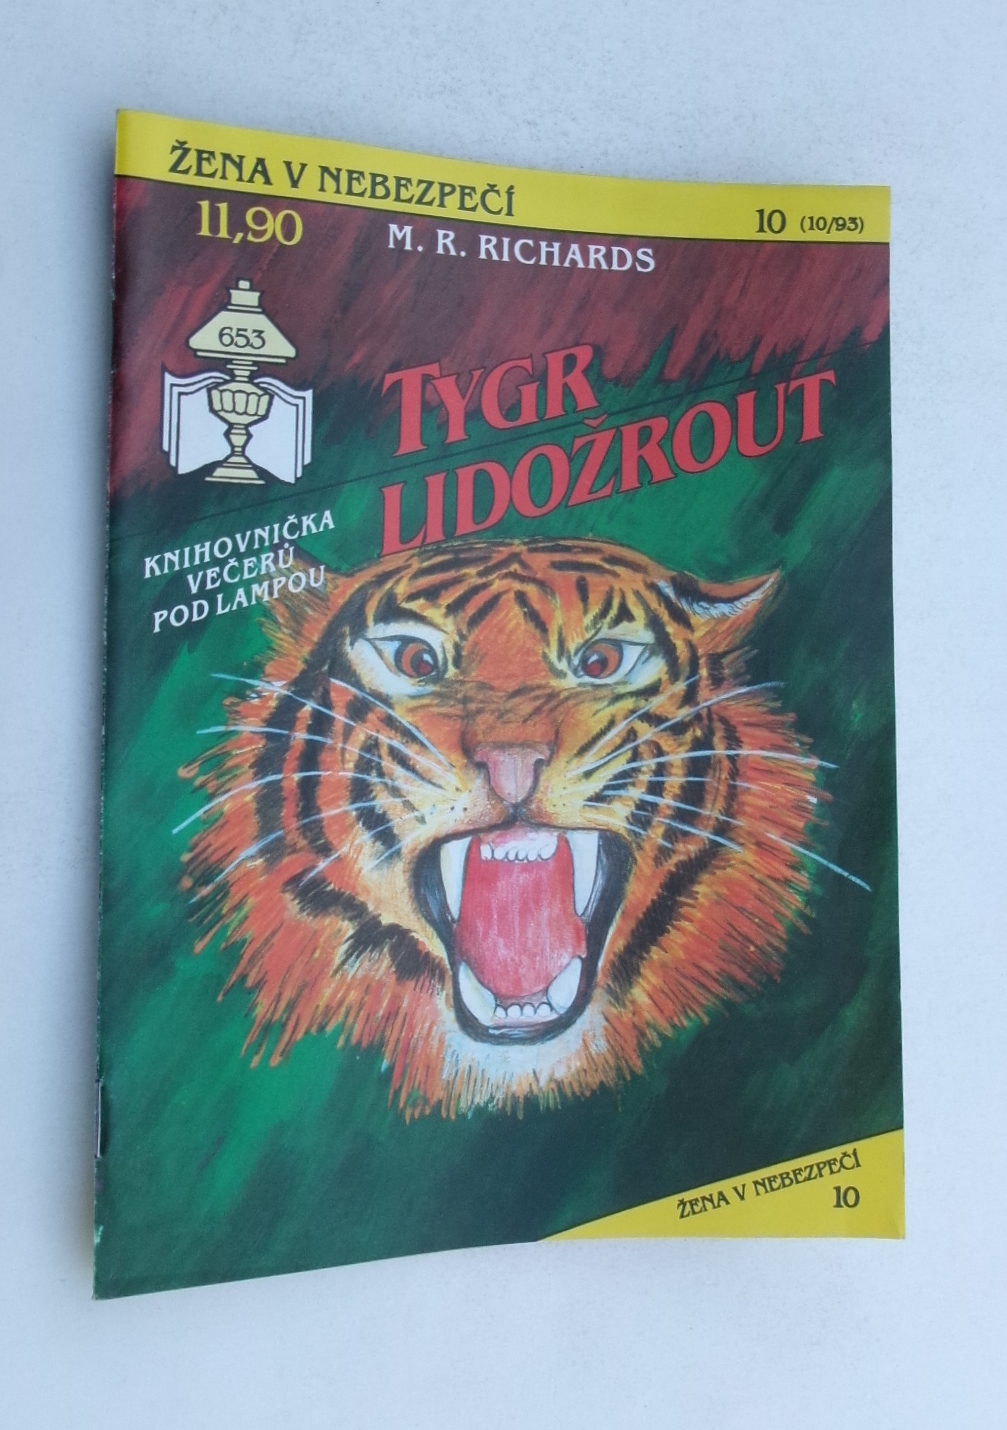 ŽENA V NEBEZPEČÍ
10 (10/93)
11,90
M. R. RICHARDS
653
TYGR
LIDOŽROUT
KNIHOVNIČKA
VEČERŮ
POD LAMPOU
ŽENA V NEBEZPEČÍ
10